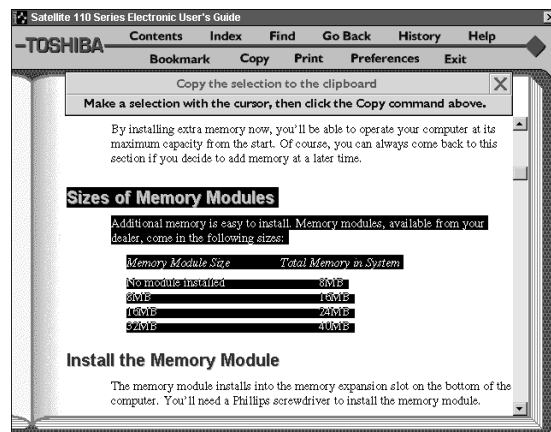 Satellite 110 Series Electronic User's Guide
Contents Index Find Go Back History Help
TOSHIBA
Bookmark Copy Print Preferences Exit
Copy the selection to the clipboard
Make a selection with the cursor, then click the Copy command above.
By installing extra memory now, you'll be able to operate your computer at its
maximum capacity from the start. Of course, you can always come back to this
section if you decide to add memory at a later time.
Sizes of Memory Modules
Additional memory is easy to install. Memory modules, available from your
dealer, come in the following sizes:
Memory Module Size Total Memory in System
No module installed 8MB
8MB 16MB
16MB 24MB
32MB 40MB
Install the Memory Module
The memory module installs into the memory expansion slot on the bottom of the
computer. You'll need a Phillips screwdriver to install the memory module.